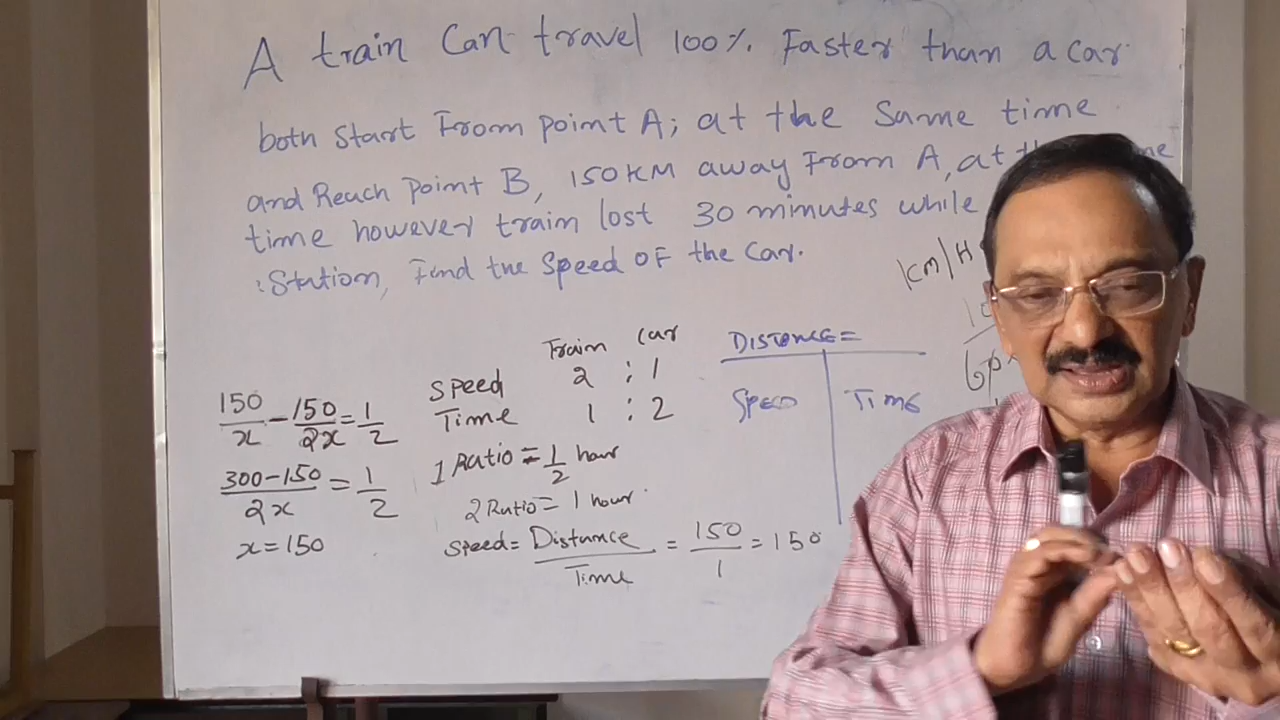 A train Can travel 100% Faster than a car
both Start From point A; at the Same time
and Reach point B, 150KM away From A, at
time however train lost 30 minutes while
Station, Find the Speed OF the Car.
KM/H
Train Car
Speed 2 : 1
Time 1 : 2
1 Ratio = 1/2 hour
2 Ratio = 1 hour
Speed = Distance/Time = 150/1 = 150
150/x - 150/2x = 1/2
300-150/2x = 1/2
x = 150
DISTANCE =
SPEED TIME